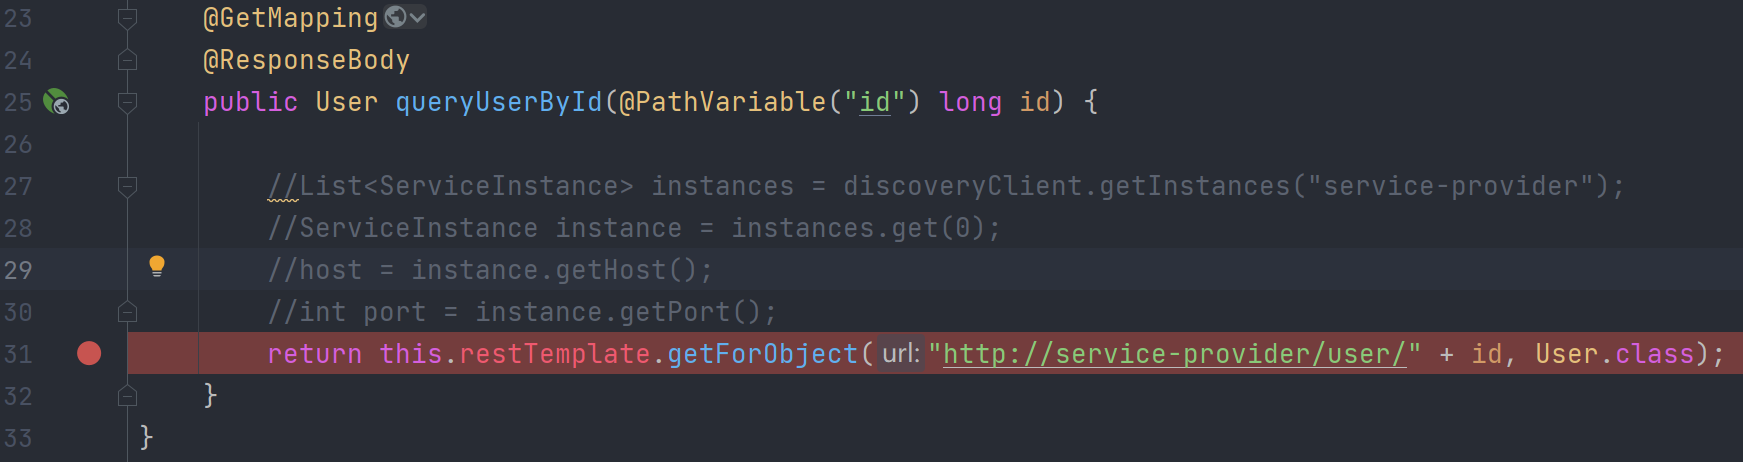 23 @GetMapping
24 @ResponseBody
25 public User queryUserById(@PathVariable("id") long id) {
26
27 //List<ServiceInstance> instances = discoveryClient.getInstances("service-provider");
28 //ServiceInstance instance = instances.get(0);
29 //host = instance.getHost();
30 //int port = instance.getPort();
31 return this.restTemplate.getForObject( url: "http://service-provider/user/" + id, User.class);
32 }
33 }